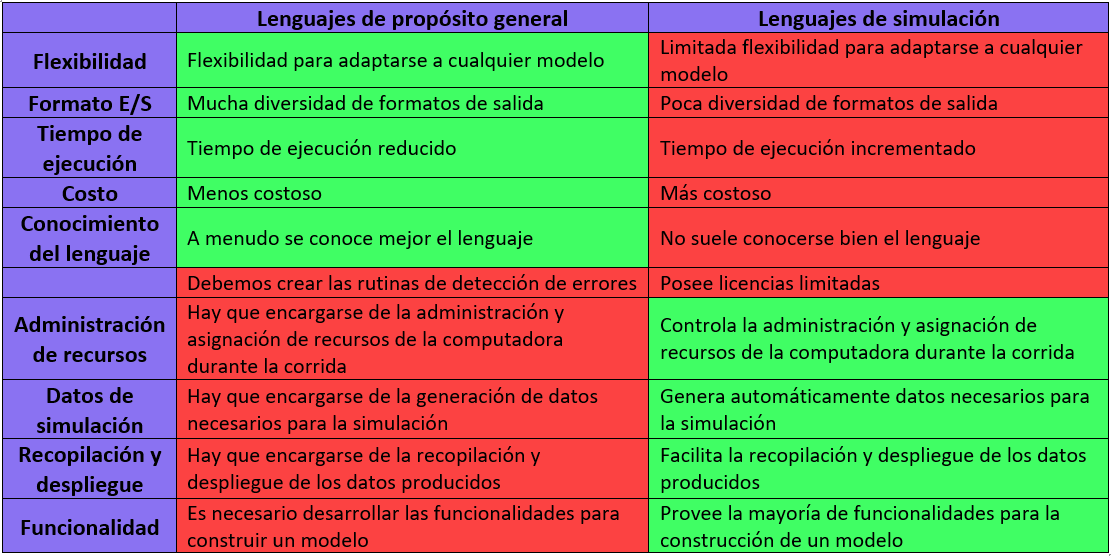 Lenguajes de propósito general
Lenguajes de simulación
Flexibilidad
Flexibilidad para adaptarse a cualquier modelo
Limitada flexibilidad para adaptarse a cualquier
modelo
Formato E/S
Mucha diversidad de formatos de salida
Poca diversidad de formatos de salida
Tiempo de
ejecución
Tiempo de ejecución reducido
Tiempo de ejecución incrementado
Costo
Menos costoso
Más costoso
Conocimiento
del lenguaje
A menudo se conoce mejor el lenguaje
No suele conocerse bien el lenguaje
Debemos crear las rutinas de detección de errores
Posee licencias limitadas
Administración
de recursos
Hay que encargarse de la administración y
asignación de recursos de la computadora
durante la corrida
Controla la administración y asignación de
recursos de la computadora durante la corrida
Datos de
simulación
Hay que encargarse de la generación de datos
necesarios para la simulación
Genera automáticamente datos necesarios para
la simulación
Recopilación y
despliegue
Hay que encargarse de la recopilación y
despliegue de los datos producidos
Facilita la recopilación y despliegue de los datos
producidos
Funcionalidad
Es necesario desarrollar las funcionalidades para
construir un modelo
Provee la mayoría de funcionalidades para la
construcción de un modelo